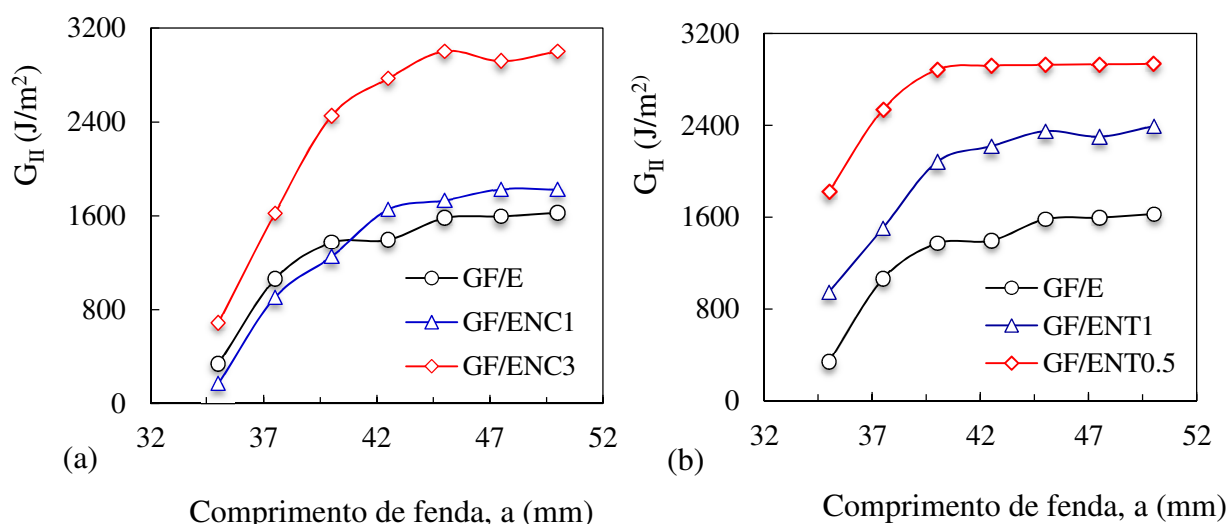 3200
2400
1600
800
0
G_II (J/m²)
GF/E
GF/ENC1
GF/ENC3
32 37 42 47 52
(a)
Comprimento de fenda, a (mm)
3200
2400
1600
800
0
G_II (J/m²)
GF/E
GF/ENT1
GF/ENT0.5
32 37 42 47 52
(b)
Comprimento de fenda, a (mm)